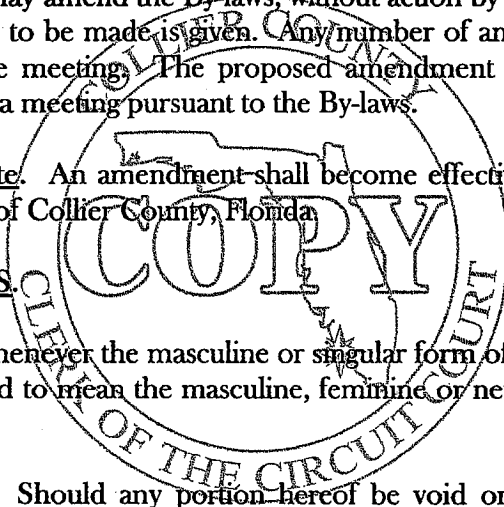 may amend the By-laws, without action by
to be made is given. Any number of an
e meeting. The proposed amendment
a meeting pursuant to the By-laws.
te. An amendment shall become effecti
of Collier County, Florida.
S.
henever the masculine or singular form of
d to mean the masculine, feminine or ne
Should any portion hereof be void or
COLLIER COUNTY
COPY
CLERK OF THE CIRCUIT COURT